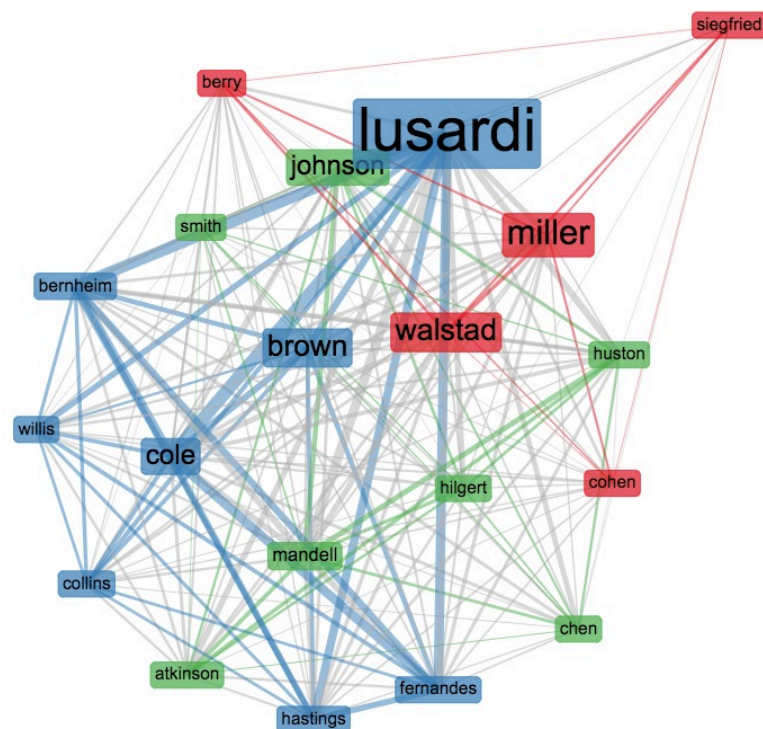 siegfried
berry
lusardi
johnson
smith
miller
bernheim
walstad
brown
huston
willis
cole
hilgert
cohen
mandell
collins
chen
atkinson
fernandes
hastings